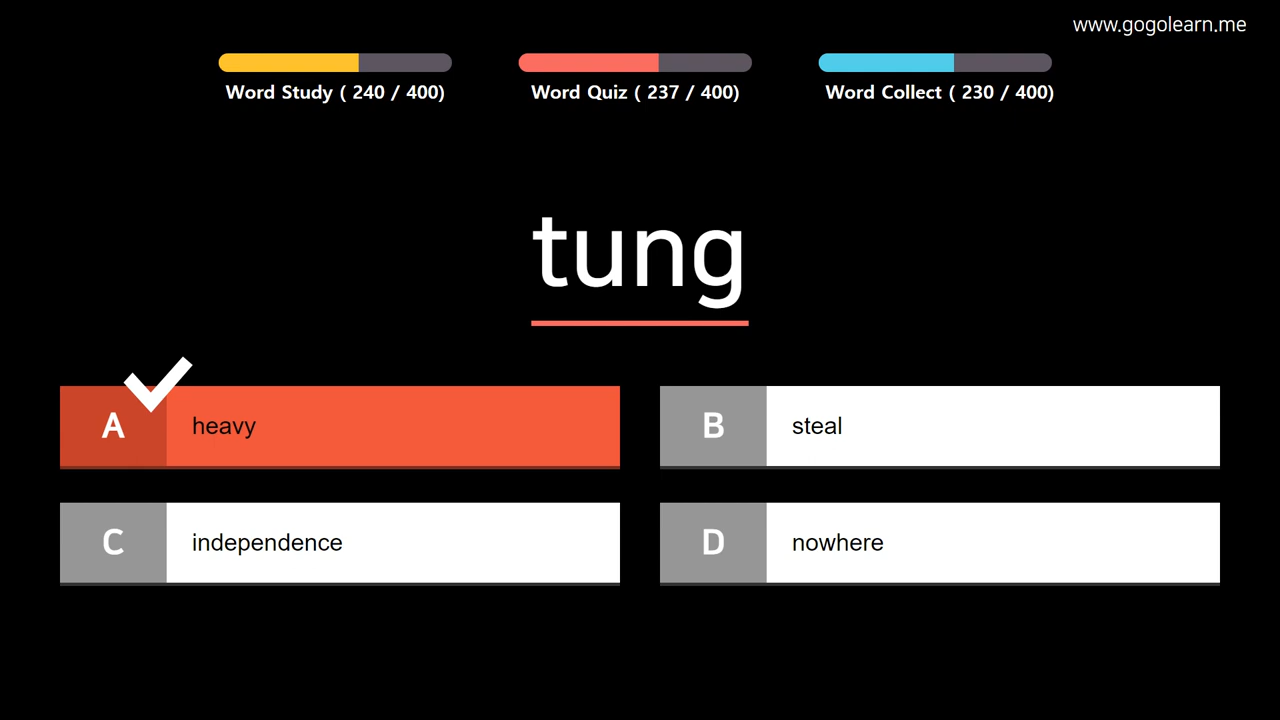 www.gogolearn.me
Word Study ( 240 / 400)
Word Quiz ( 237 / 400)
Word Collect ( 230 / 400)
tung
A heavy
B steal
C independence
D nowhere